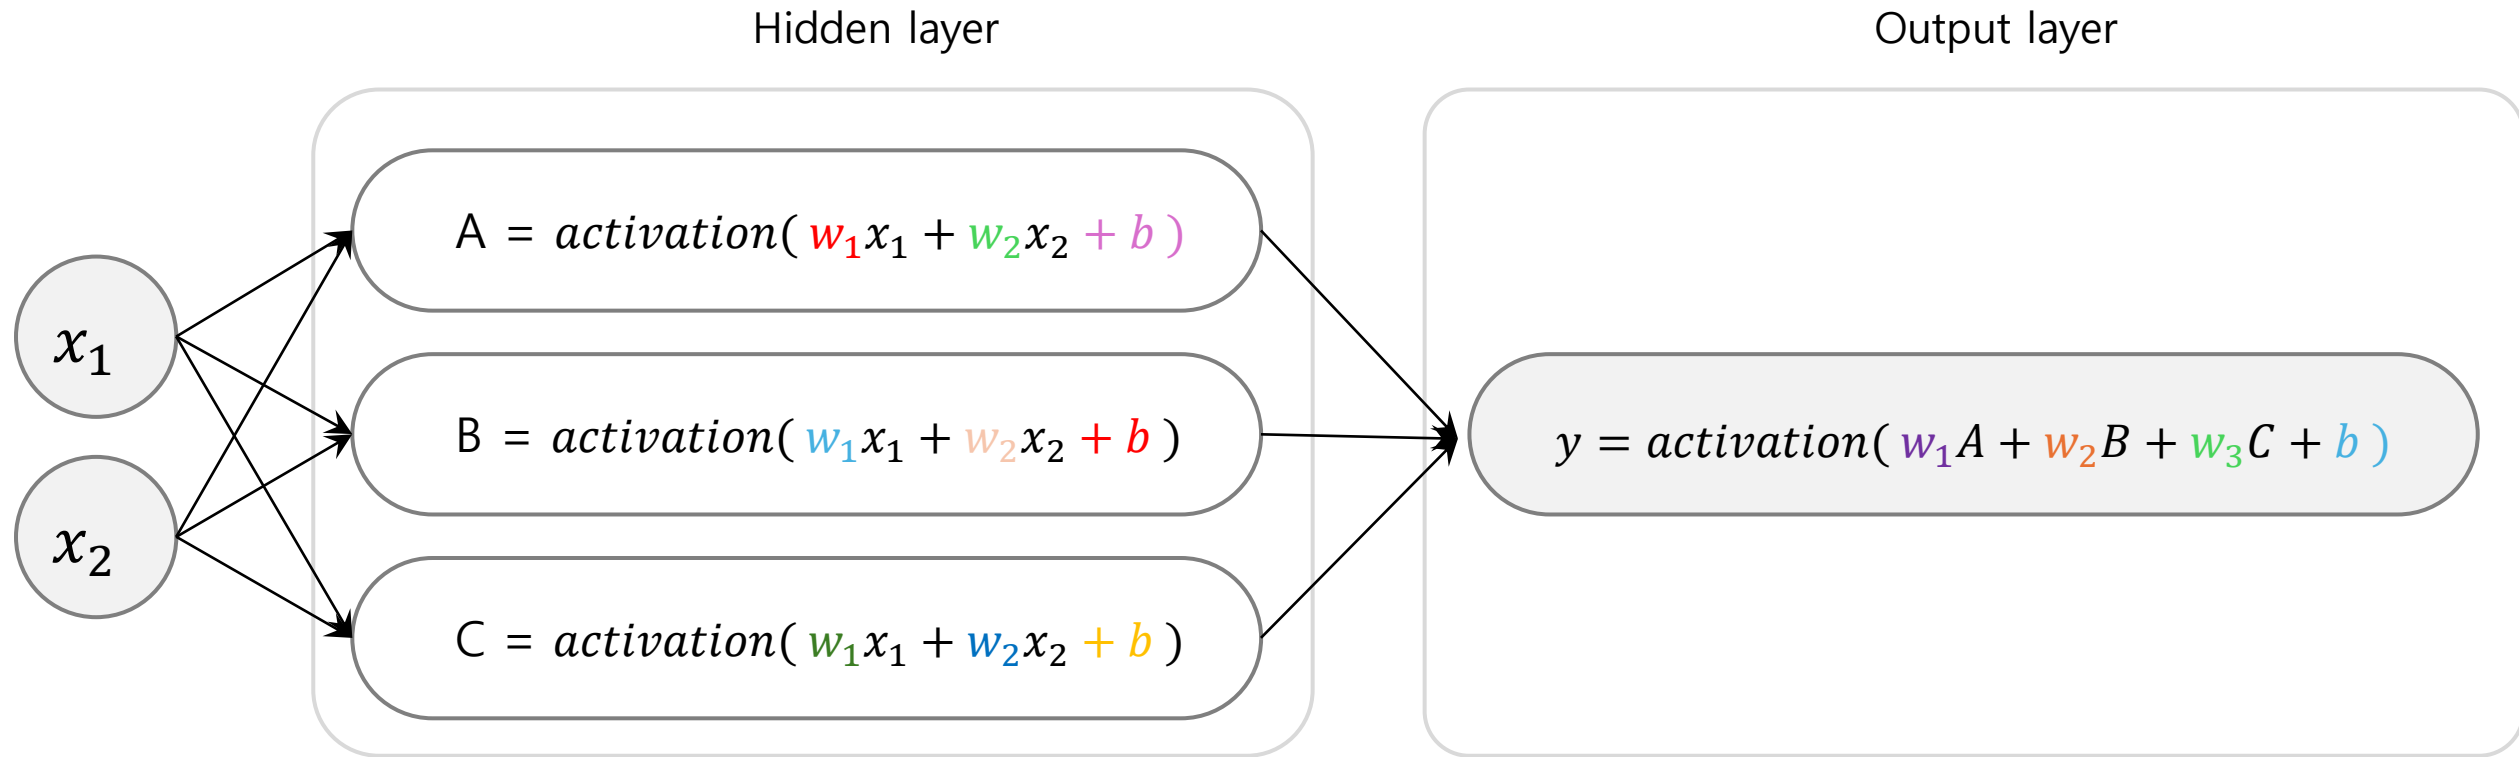 Hidden layer
Output layer
A = activation( w₁x₁ + w₂x₂ + b )
x₁
B = activation( w₁x₁ + w₂x₂ + b )
y = activation( w₁A + w₂B + w₃C + b )
x₂
C = activation( w₁x₁ + w₂x₂ + b )